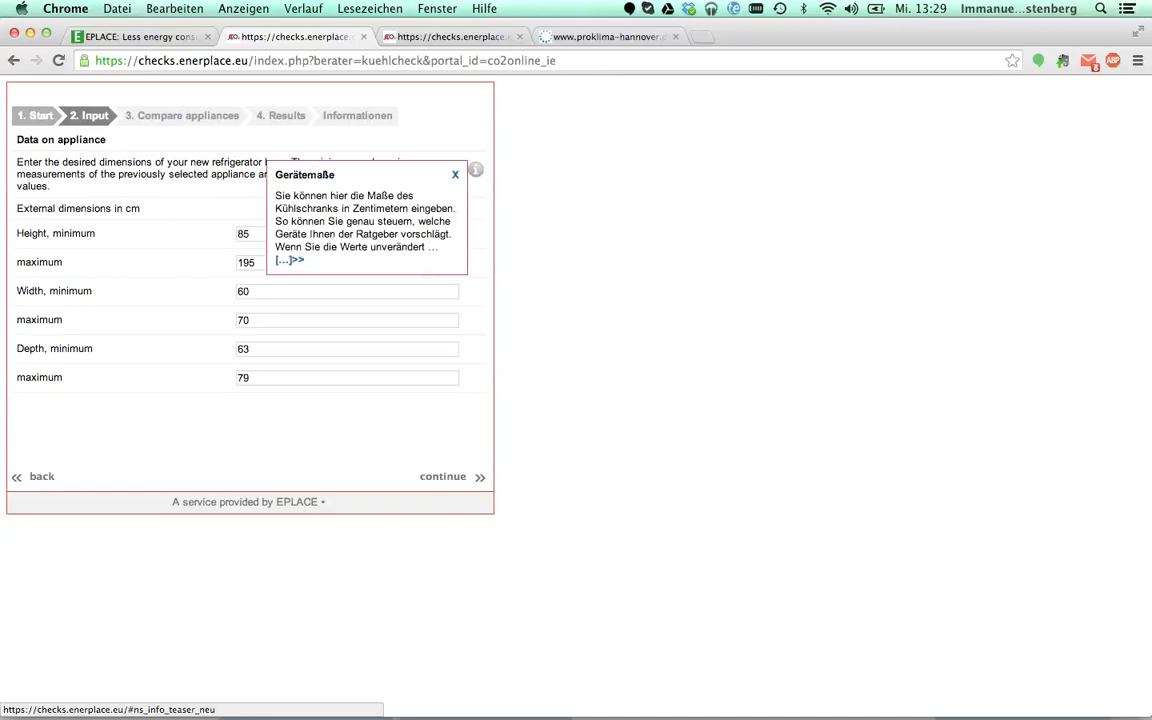 Chrome Datei Bearbeiten Anzeigen Verlauf Lesezeichen Fenster Hilfe Mi. 13:29 Immanue...stenberg
EPLACE: Less energy cons https://checks.enerplace. https://checks.enerplace. www.proklima-hannover.
https://checks.enerplace.eu/index.php?berater=kuehlcheck&portal_id=co2online_ie
1. Start 2. Input 3. Compare appliances 4. Results Informationen
Data on appliance
Enter the desired dimensions of your new refrigerator
measurements of the previously selected appliance
values.
Gerätemaße X
Sie können hier die Maße des
Kühlschranks in Zentimetern eingeben.
So können Sie genau steuern, welche
Geräte Ihnen der Ratgeber vorschlägt.
Wenn Sie die Werte unverändert ...
[...]>>
External dimensions in cm
Height, minimum 85
maximum 195
Width, minimum 60
maximum 70
Depth, minimum 63
maximum 79
« back continue »
A service provided by EPLACE •
https://checks.enerplace.eu/#ns_info_teaser_neu